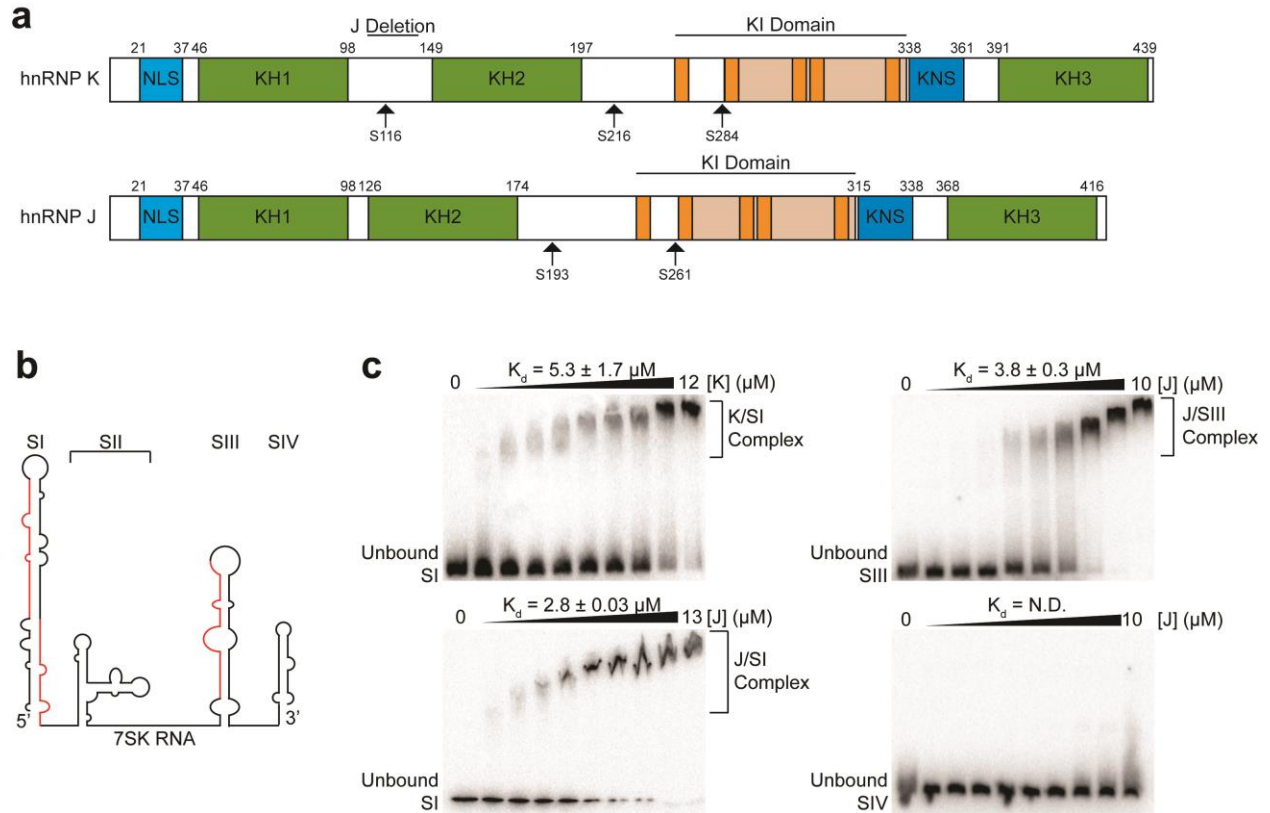 a
J Deletion
KI Domain
21 37 46 98 149 197 338 361 391 439
hnRNP K NLS KH1 KH2 KNS KH3
S116 S216 S284
KI Domain
21 37 46 98 126 174 315 338 368 416
hnRNP J NLS KH1 KH2 KNS KH3
S193 S261
b
SI SII SIII SIV
5' 3'
7SK RNA
c
Kd = 5.3 ± 1.7 µM
0 12 [K] (µM)
K/SI
Complex
Unbound
SI
Kd = 3.8 ± 0.3 µM
0 10 [J] (µM)
J/SIII
Complex
Unbound
SIII
Kd = 2.8 ± 0.03 µM
0 13 [J] (µM)
J/SI
Complex
Unbound
SI
Kd = N.D.
0 10 [J] (µM)
Unbound
SIV